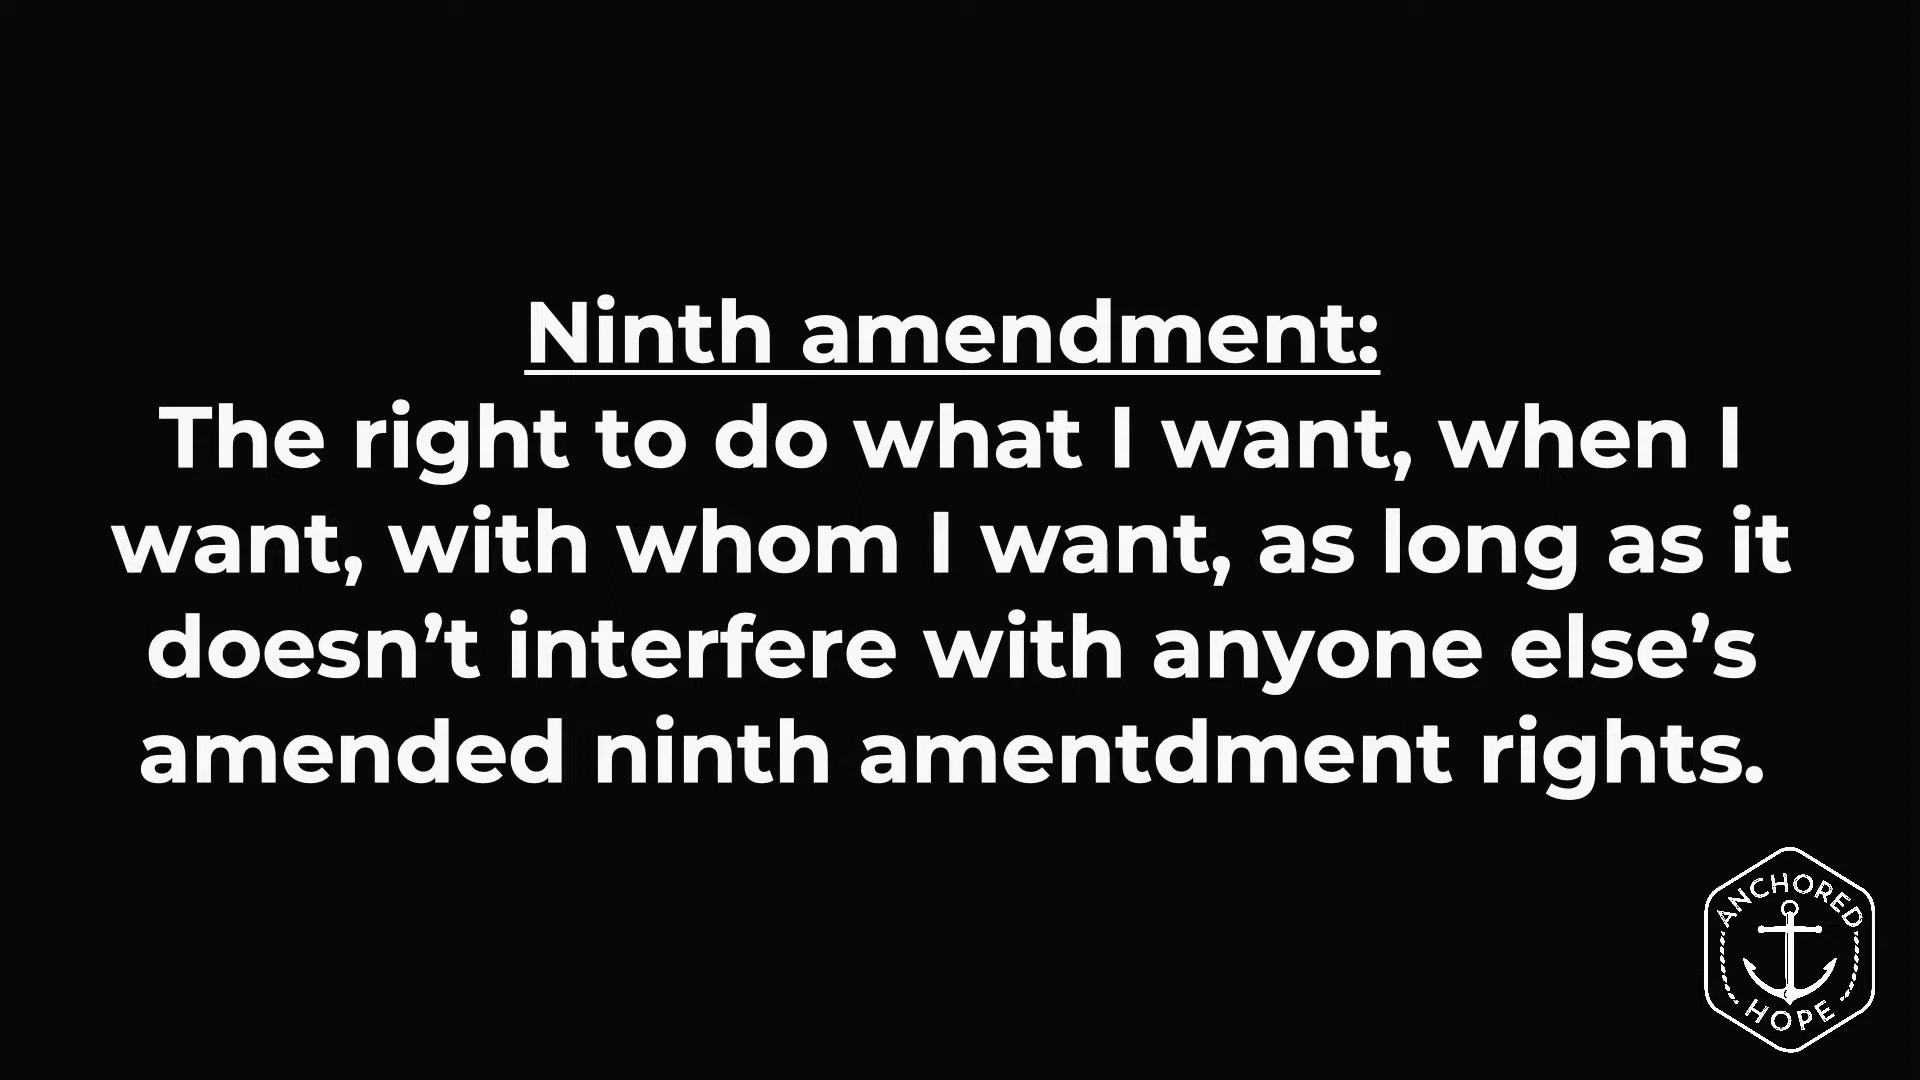 Ninth amendment:
The right to do what I want, when I
want, with whom I want, as long as it
doesn’t interfere with anyone else’s
amended ninth amentdment rights.
ANCHORED
HOPE